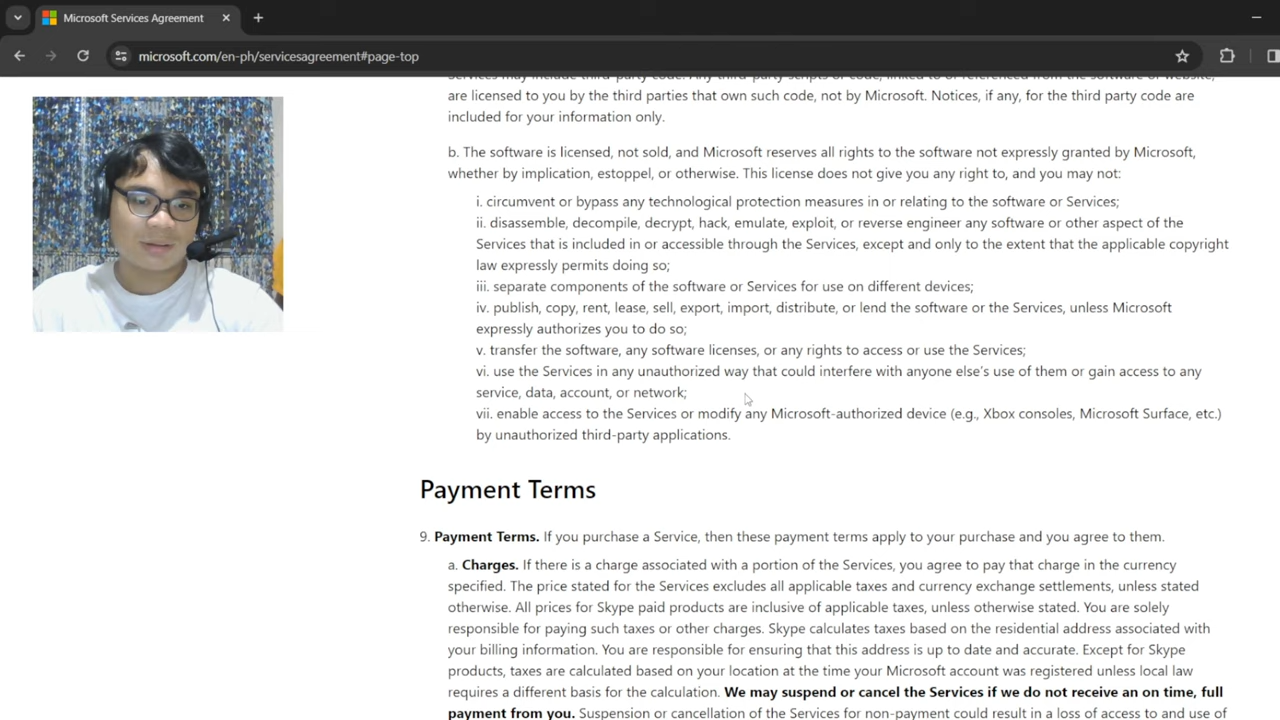 Microsoft Services Agreement
microsoft.com/en-ph/servicesagreement#page-top
Services may include third-party code. Any third-party scripts or code, linked to or referenced from the software or website,
are licensed to you by the third parties that own such code, not by Microsoft. Notices, if any, for the third party code are
included for your information only.
b. The software is licensed, not sold, and Microsoft reserves all rights to the software not expressly granted by Microsoft,
whether by implication, estoppel, or otherwise. This license does not give you any right to, and you may not:
i. circumvent or bypass any technological protection measures in or relating to the software or Services;
ii. disassemble, decompile, decrypt, hack, emulate, exploit, or reverse engineer any software or other aspect of the
Services that is included in or accessible through the Services, except and only to the extent that the applicable copyright
law expressly permits doing so;
iii. separate components of the software or Services for use on different devices;
iv. publish, copy, rent, lease, sell, export, import, distribute, or lend the software or the Services, unless Microsoft
expressly authorizes you to do so;
v. transfer the software, any software licenses, or any rights to access or use the Services;
vi. use the Services in any unauthorized way that could interfere with anyone else's use of them or gain access to any
service, data, account, or network;
vii. enable access to the Services or modify any Microsoft-authorized device (e.g., Xbox consoles, Microsoft Surface, etc.)
by unauthorized third-party applications.
Payment Terms
9. Payment Terms. If you purchase a Service, then these payment terms apply to your purchase and you agree to them.
a. Charges. If there is a charge associated with a portion of the Services, you agree to pay that charge in the currency
specified. The price stated for the Services excludes all applicable taxes and currency exchange settlements, unless stated
otherwise. All prices for Skype paid products are inclusive of applicable taxes, unless otherwise stated. You are solely
responsible for paying such taxes or other charges. Skype calculates taxes based on the residential address associated with
your billing information. You are responsible for ensuring that this address is up to date and accurate. Except for Skype
products, taxes are calculated based on your location at the time your Microsoft account was registered unless local law
requires a different basis for the calculation. We may suspend or cancel the Services if we do not receive an on time, full
payment from you. Suspension or cancellation of the Services for non-payment could result in a loss of access to and use of